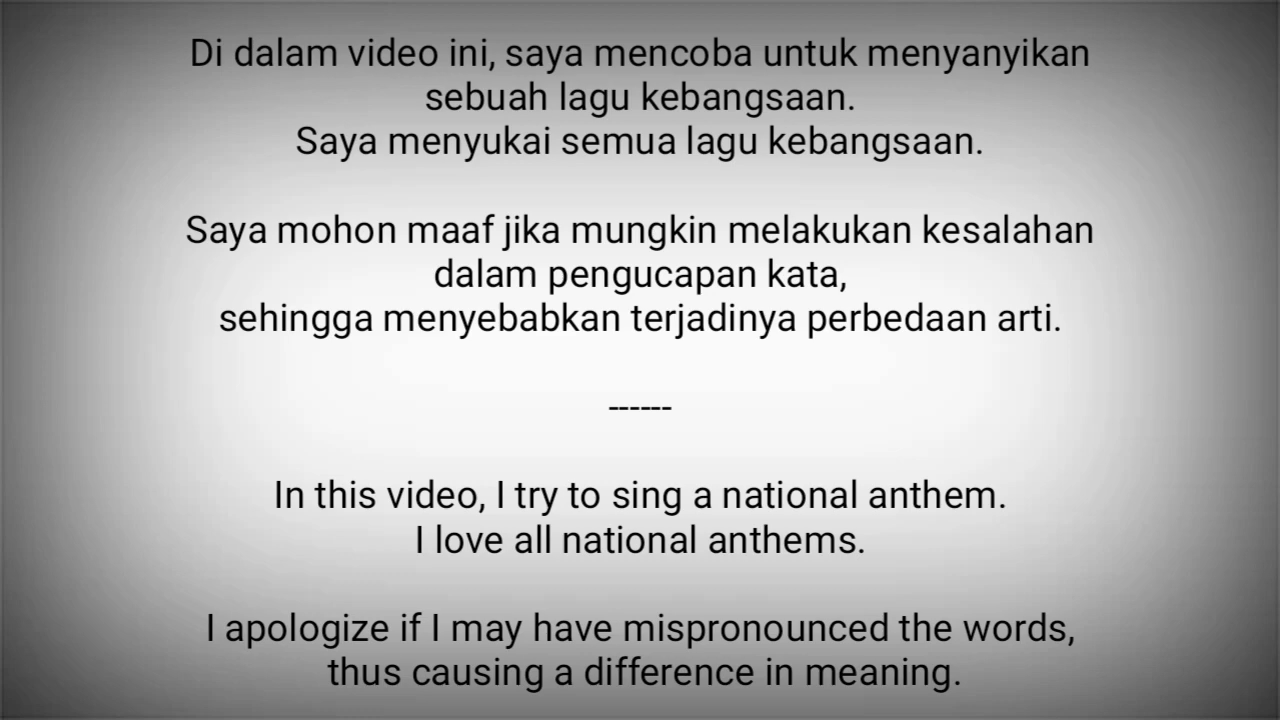 Di dalam video ini, saya mencoba untuk menyanyikan
sebuah lagu kebangsaan.
Saya menyukai semua lagu kebangsaan.
Saya mohon maaf jika mungkin melakukan kesalahan
dalam pengucapan kata,
sehingga menyebabkan terjadinya perbedaan arti.
------
In this video, I try to sing a national anthem.
I love all national anthems.
I apologize if I may have mispronounced the words,
thus causing a difference in meaning.